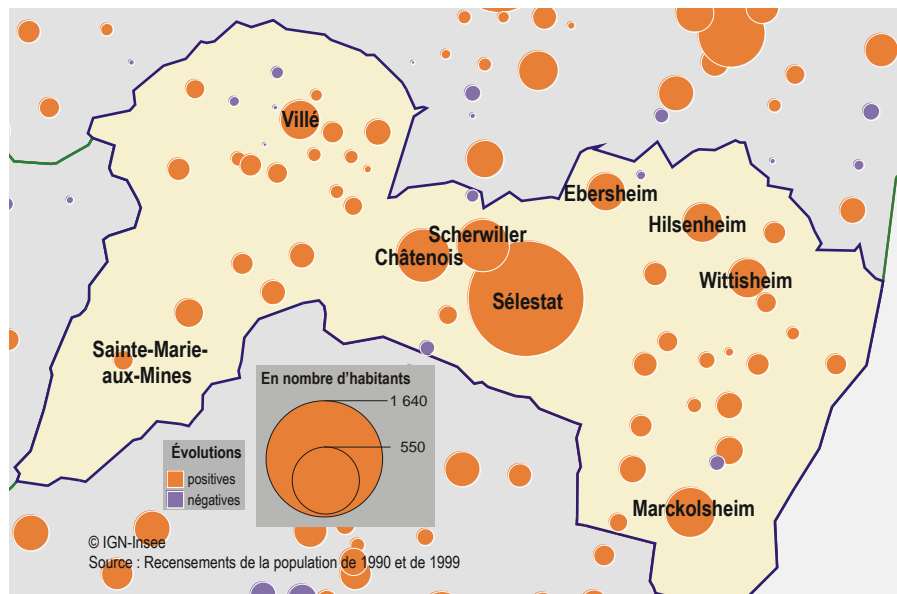 Villé
Ebersheim
Hilsenheim
Scherwiller
Châtenois
Wittisheim
Sélestat
Sainte-Marie-
aux-Mines
En nombre d'habitants
1 640
550
Évolutions
positives
négatives
Marckolsheim
© IGN-Insee
Source : Recensements de la population de 1990 et de 1999